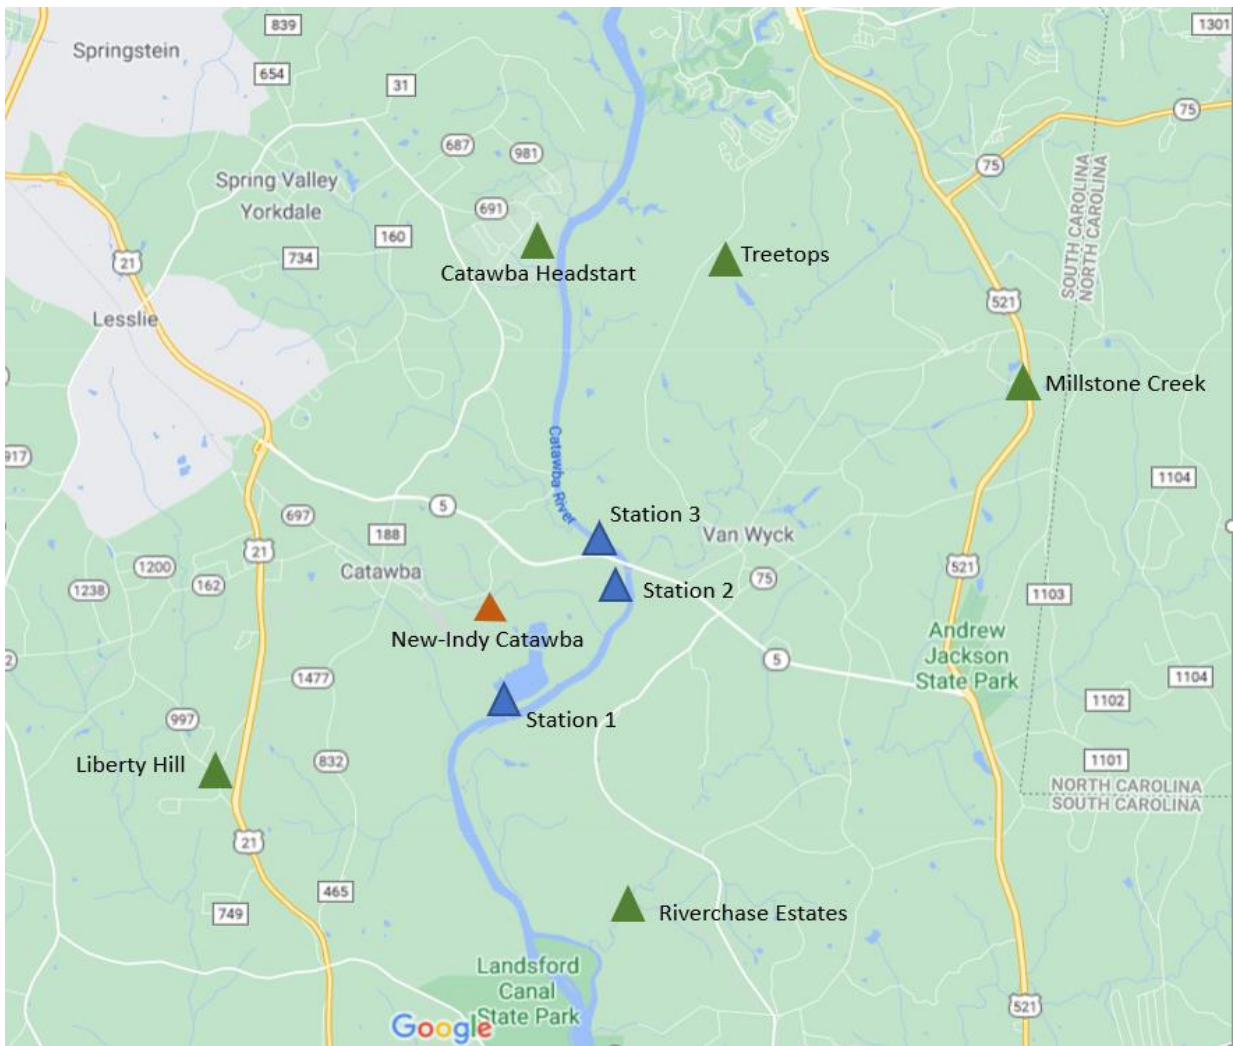 839
1301
Springstein
654
31
75
687
981
75
Spring Valley
Yorkdale
691
160
734
21
Catawba Headstart
Treetops
SOUTH CAROLINA
NORTH CAROLINA
521
Lesslie
Millstone Creek
917
Catawba River
1104
5
697
Station 3
188
Van Wyck
21
1200
162
1238
Catawba
75
521
1103
Station 2
New-Indy Catawba
Andrew
Jackson
State Park
5
1477
1104
1102
997
Station 1
Liberty Hill
832
1101
NORTH CAROLINA
SOUTH CAROLINA
21
465
749
Riverchase Estates
Landsford
Canal
State Park
521
Google